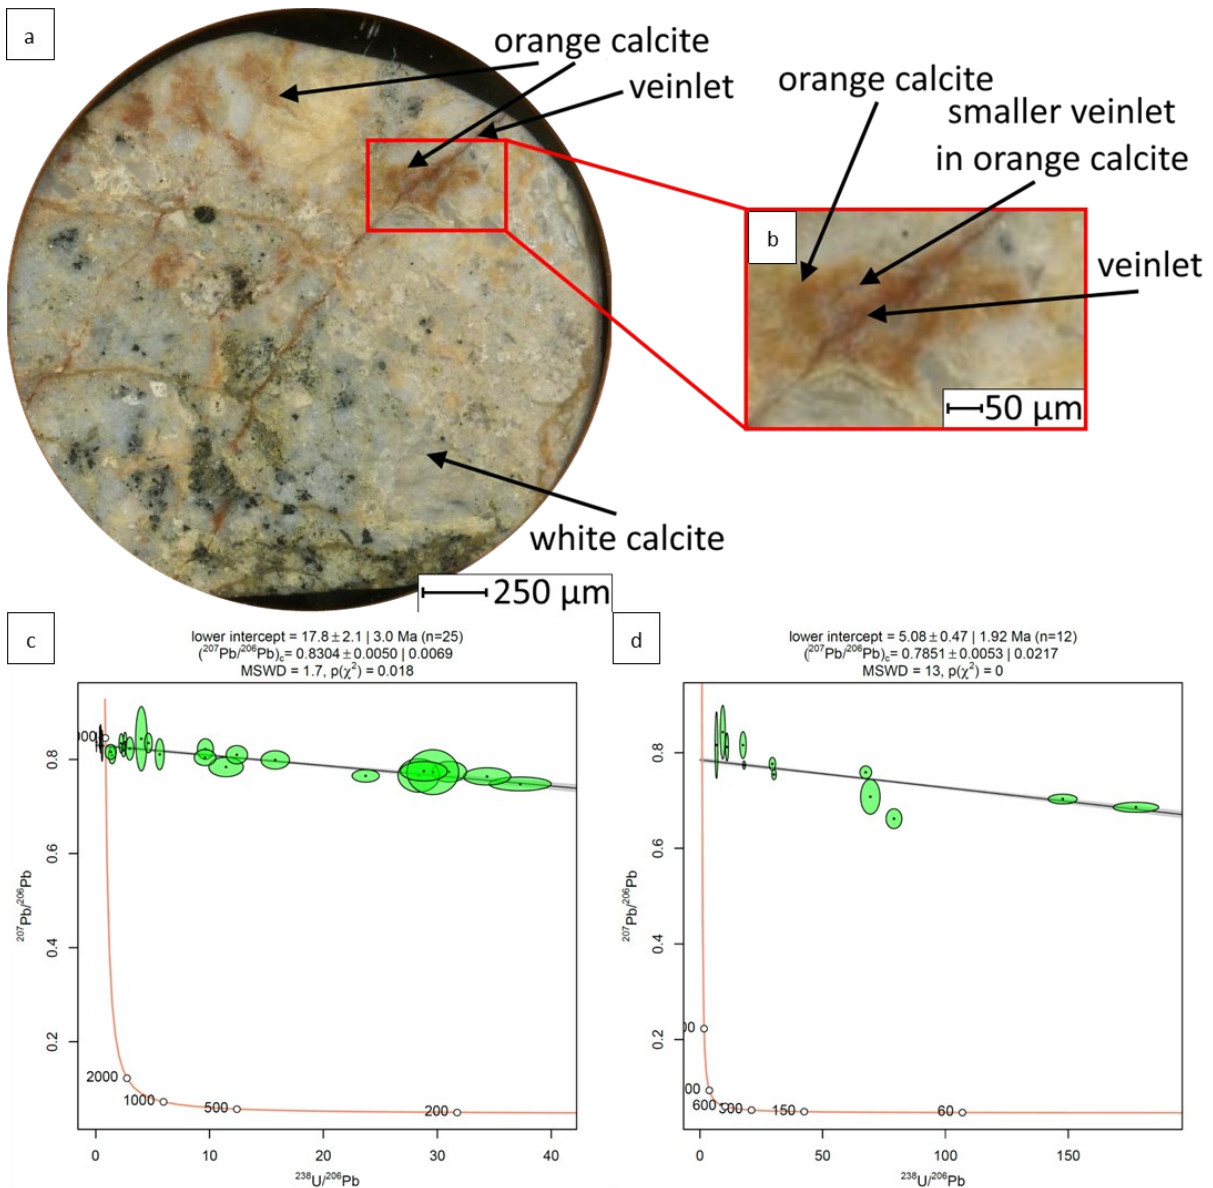 a
orange calcite
veinlet
orange calcite
smaller veinlet
in orange calcite
b
veinlet
50 μm
white calcite
250 μm
c
lower intercept = 17.8 ± 2.1 | 3.0 Ma (n=25)
(²⁰⁷Pb/²⁰⁶Pb)c= 0.8304 ± 0.0050 | 0.0069
MSWD = 1.7, p(χ²) = 0.018
²⁰⁷Pb/²⁰⁶Pb
0.8
0.6
0.4
0.2
2000
1000
500
200
0
10
20
30
40
²³⁸U/²⁰⁶Pb
d
lower intercept = 5.08 ± 0.47 | 1.92 Ma (n=12)
(²⁰⁷Pb/²⁰⁶Pb)c= 0.7851 ± 0.0053 | 0.0217
MSWD = 13, p(χ²) = 0
²⁰⁷Pb/²⁰⁶Pb
0.8
0.6
0.4
0.2
600
150
60
0
50
100
150
²³⁸U/²⁰⁶Pb